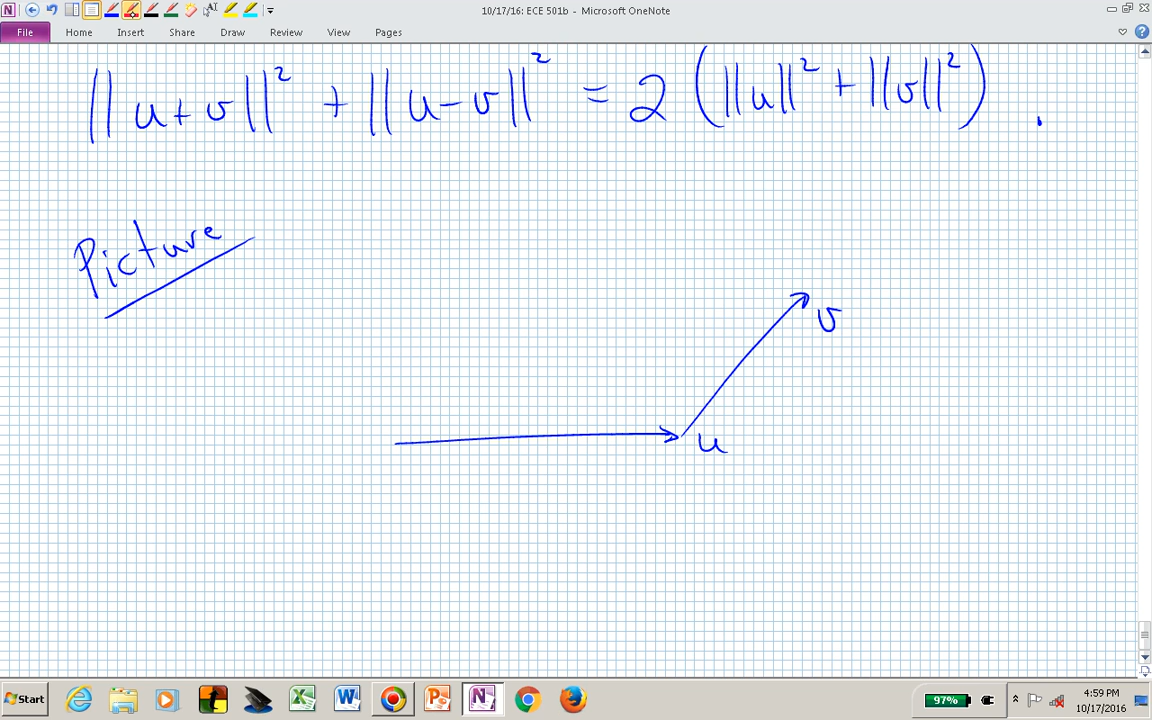 10/17/16: ECE 501b - Microsoft OneNote
File Home Insert Share Draw Review View Pages
||u+v||² + ||u-v||² = 2 (||u||² + ||v||²) .
Picture
v
u
Start 97% 4:59 PM
10/17/2016